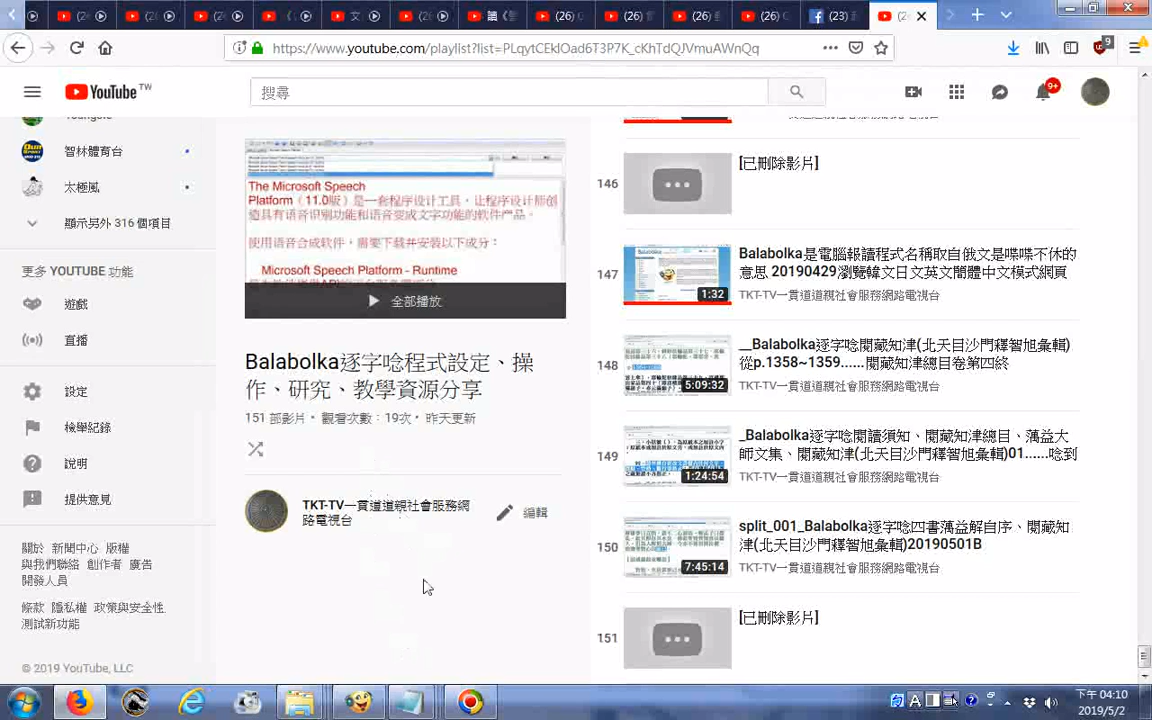 (26)
(26)
(2
(26)
讀《
(26) C
(26)
(26)
(26) C
(23)
https://www.youtube.com/playlist?list=PLqytCEklOad6T3P7K_cKhTdQJVmuAWnQq
9
YouTube TW
搜尋
9+
智林體育台
太極風
顯示另外 316 個項目
更多 YOUTUBE 功能
遊戲
直播
設定
檢舉紀錄
說明
提供意見
關於 新聞中心 版權
與我們聯絡 創作者 廣告
開發人員
條款 隱私權 政策與安全性
測試新功能
© 2019 YouTube, LLC
The Microsoft Speech
Platform（11.0版）是一套程序设计工具，让程序设计师创
造具有语音识别功能和语音变成文字功能的软件产品。
使用语音合成软件，需要下载并安装以下成分：
Microsoft Speech Platform - Runtime
全部播放
Balabolka逐字唸程式設定、操
作、研究、教學資源分享
151 部影片・觀看次數：19次・昨天更新
TKT-TV一貫道道親社會服務網
路電視台
編輯
146
[已刪除影片]
147
1:32
Balabolka是電腦報讀程式名稱取自俄文是喋喋不休的
意思 20190429瀏覽韓文日文英文簡體中文模式網頁
TKT-TV一貫道道親社會服務網路電視台
148
5:09:32
__Balabolka逐字唸閱藏知津(北天目沙門釋智旭彙輯)
從p.1358~1359......閱藏知津總目卷第四終
TKT-TV一貫道道親社會服務網路電視台
149
1:24:54
_Balabolka逐字唸閱讀須知、閱藏知津總目、蕅益大
師文集、閱藏知津(北天目沙門釋智旭彙輯)01......唸到
TKT-TV一貫道道親社會服務網路電視台
150
7:45:14
split_001_Balabolka逐字唸四書蕅益解自序、閱藏知
津(北天目沙門釋智旭彙輯)20190501B
TKT-TV一貫道道親社會服務網路電視台
151
[已刪除影片]
下午 04:10
2019/5/2